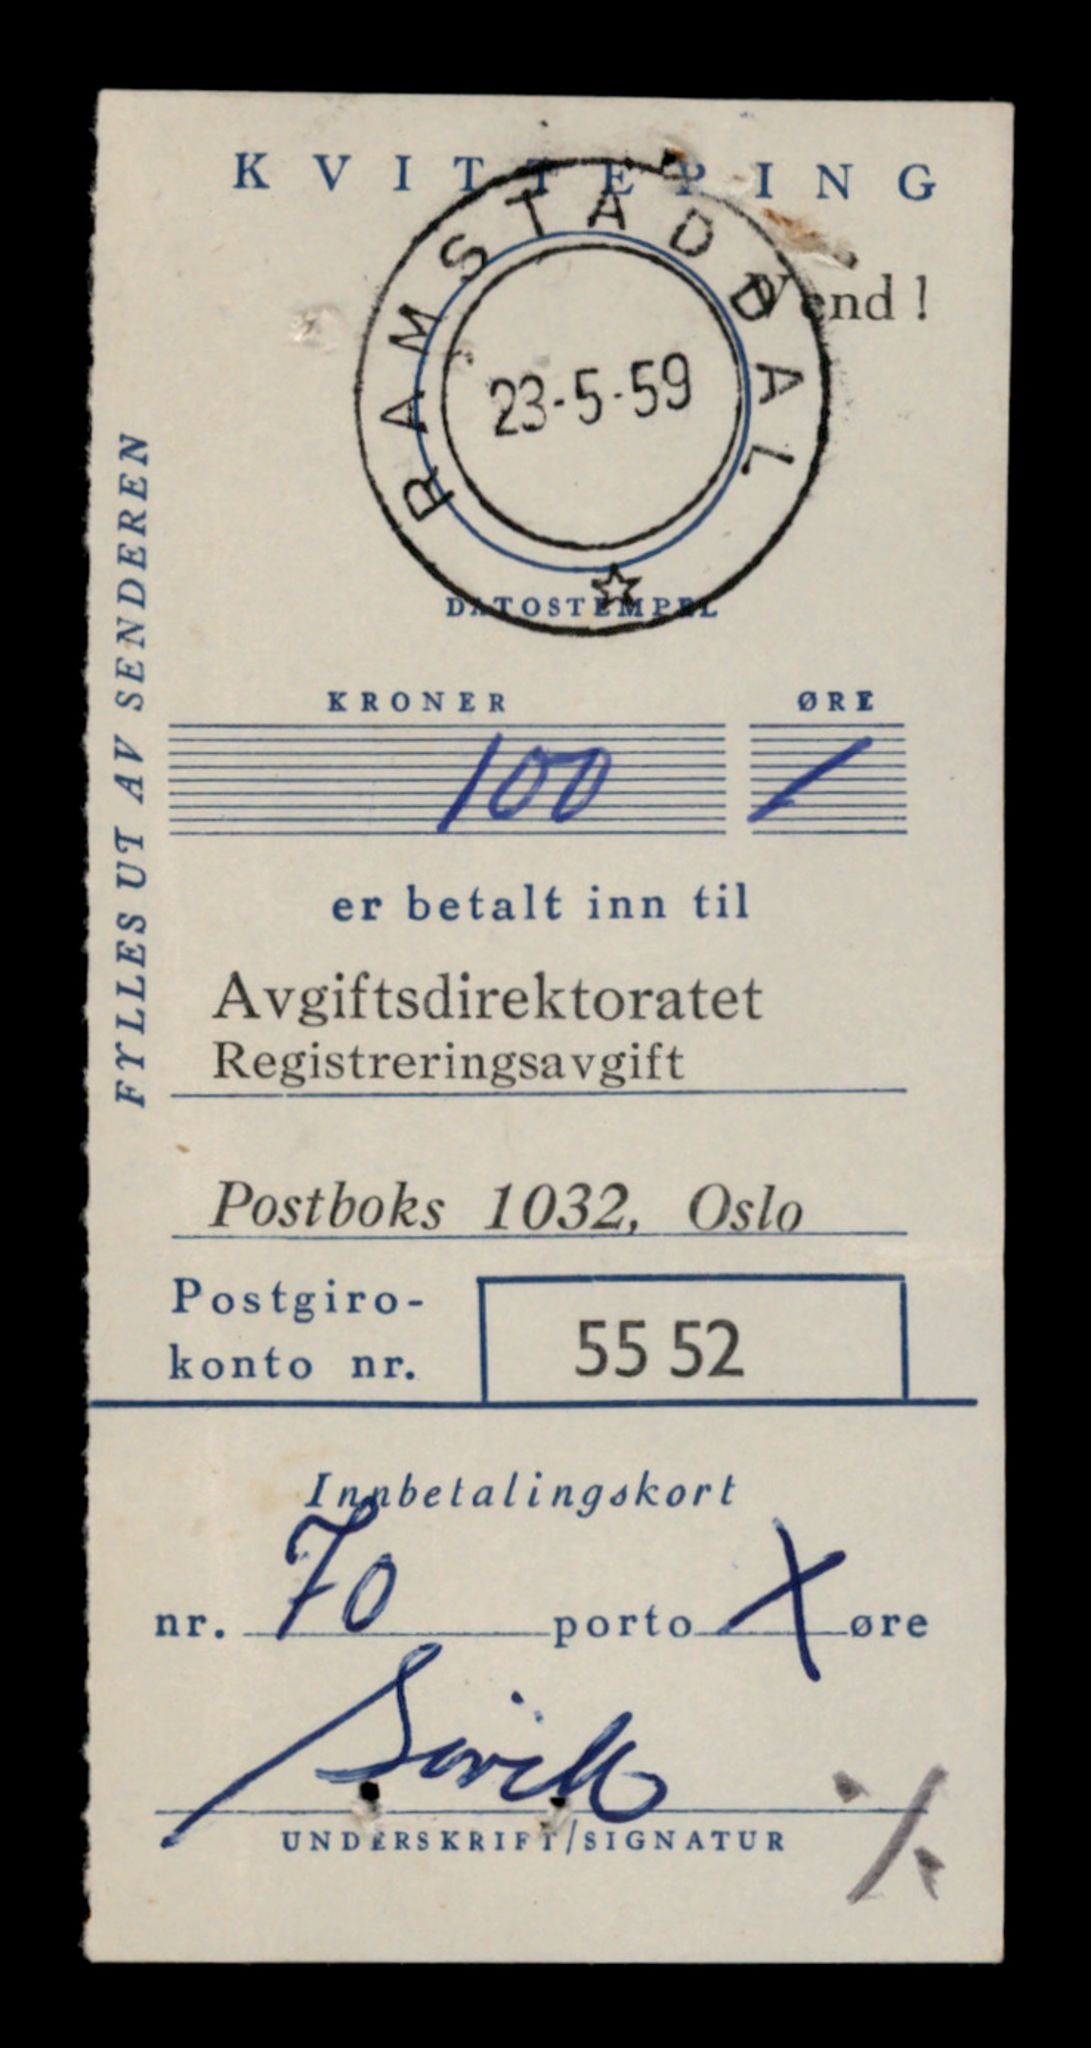 KVITTERING
Vend !
RAMSTADDAL
23-5-59
DATOSTEMPEL
FYLLES UT AV SENDEREN
KRONER ØRE
100 /
er betalt inn til
Avgiftsdirektoratet
Registreringsavgift
Postboks 1032, Oslo
Postgiro-
konto nr. 55 52
Innbetalingskort
nr. 70 porto X øre
UNDERSKRIFT/SIGNATUR